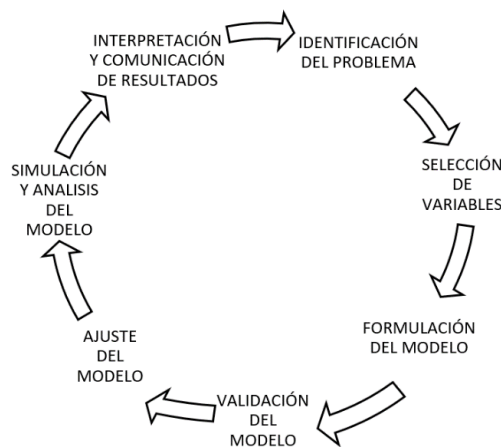 INTERPRETACIÓN
Y COMUNICACIÓN
DE RESULTADOS
IDENTIFICACIÓN
DEL PROBLEMA
SELECCIÓN
DE
VARIABLES
FORMULACIÓN
DEL MODELO
VALIDACIÓN
DEL
MODELO
AJUSTE
DEL
MODELO
SIMULACIÓN
Y ANALISIS
DEL
MODELO